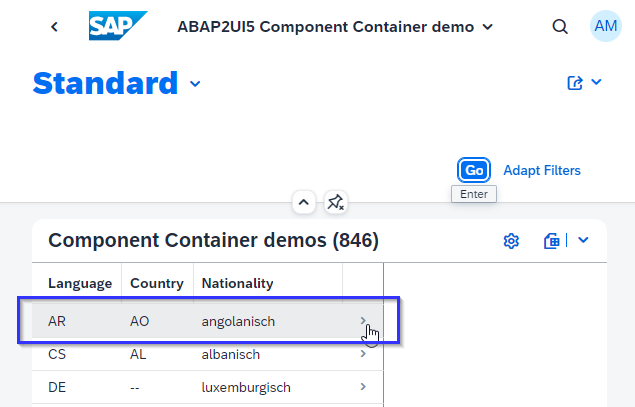 SAP ABAP2UI5 Component Container demo AM
Standard
Go Adapt Filters
Enter
Component Container demos (846)
Language Country Nationality
AR AO angolanisch
CS AL albanisch
DE -- luxemburgisch